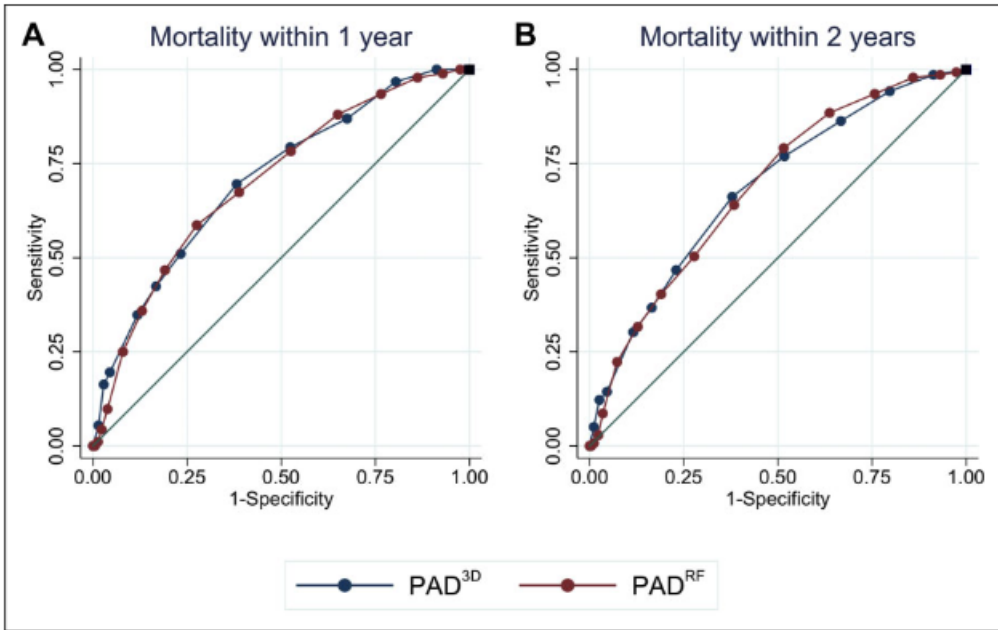 A Mortality within 1 year
B Mortality within 2 years
1.00
0.75
0.50
0.25
0.00
Sensitivity
0.00 0.25 0.50 0.75 1.00
1-Specificity
1.00
0.75
0.50
0.25
0.00
Sensitivity
0.00 0.25 0.50 0.75 1.00
1-Specificity
PAD³ᴰ PADᴿꟳ